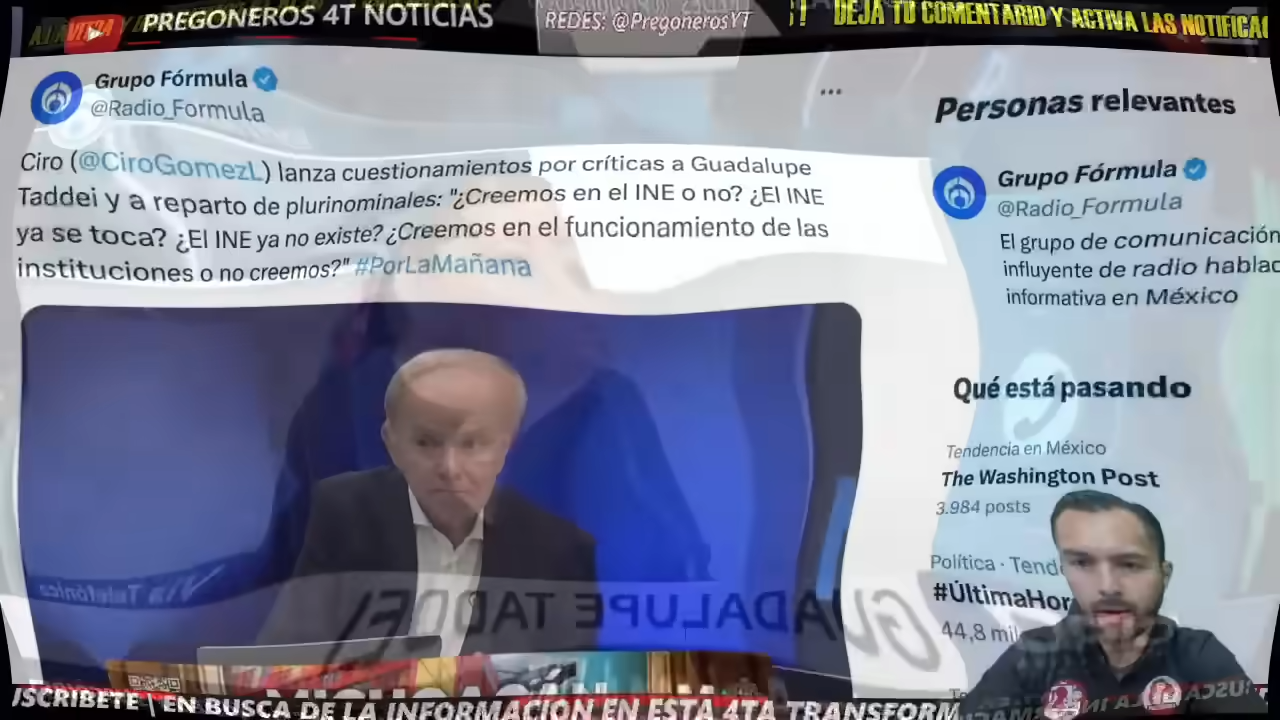 PREGONEROS 4T NOTICIAS
REDES: @PregonerosYT
DEJA TU COMENTARIO Y ACTIVA LAS NOTIFICAC
Grupo Fórmula
@Radio_Formula
Ciro (@CiroGomezL) lanza cuestionamientos por críticas a Guadalupe
Taddei y a reparto de plurinominales: "¿Creemos en el INE o no? ¿El INE
ya se toca? ¿El INE ya no existe? ¿Creemos en el funcionamiento de las
instituciones o no creemos?" #PorLaMañana
Personas relevantes
Grupo Fórmula
@Radio_Formula
El grupo de comunicación
influyente de radio hablad
informativa en México
Qué está pasando
Tendencia en México
The Washington Post
3.984 posts
Política · Tend
#ÚltimaHor
44,8 mil
GUADALUPE TADDEI
Vía Telefónica
/SCRIBETE | EN BUSCA DE LA INFORMACIÓN EN ESTA 4TA TRANSFORM